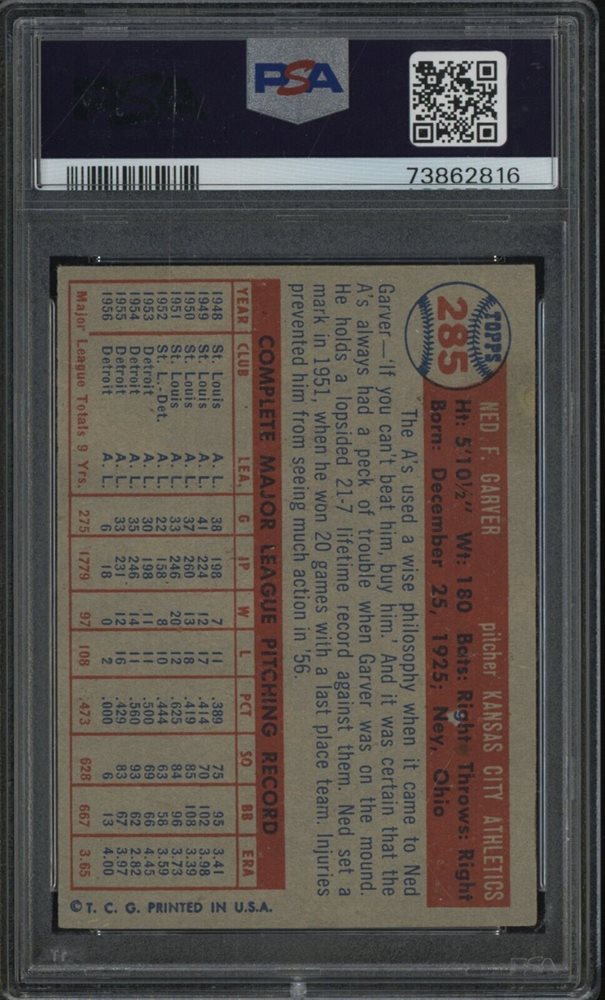 PSA
PSA
73862816
TOPPS
285
NED F. GARVER pitcher KANSAS CITY ATHLETICS
Ht: 5'10½" Wt: 180 Bats: Right Throws: Right
Born: December 25, 1925; Ney, Ohio
The A's used a wise philosophy when it came to Ned
Garver—'If you can't beat him, buy him.' And it was certain that the
A's always had a peck of trouble when Garver was on the mound.
He holds a lopsided 21-7 lifetime record against them. Ned set a
mark in 1951, when he won 20 games with a last place team. Injuries
prevented him from seeing much action in '56.
COMPLETE MAJOR LEAGUE PITCHING RECORD
YEAR CLUB LEA. G IP W L PCT SO BB ERA
1948 St. Louis A. L. 38 198 7 11 .389 75 95 3.41
1949 St. Louis A. L. 41 224 12 17 .414 70 102 3.98
1950 St. Louis A. L. 37 260 13 18 .419 85 108 3.39
1951 St. Louis A. L. 33 246 20 12 .625 84 96 3.73
1952 St. L.-Det. A. L. 22 158 8 10 .444 63 58 3.59
1953 Detroit A. L. 30 198 11 11 .500 69 66 4.45
1954 Detroit A. L. 35 246 14 11 .560 93 62 2.82
1955 Detroit A. L. 33 231 12 16 .429 83 67 3.97
1956 Detroit A. L. 6 18 0 2 .000 6 13 4.00
Major League Totals 9 Yrs. 275 1779 97 108 .473 628 667 3.65
© T. C. G. PRINTED IN U.S.A.
PSA